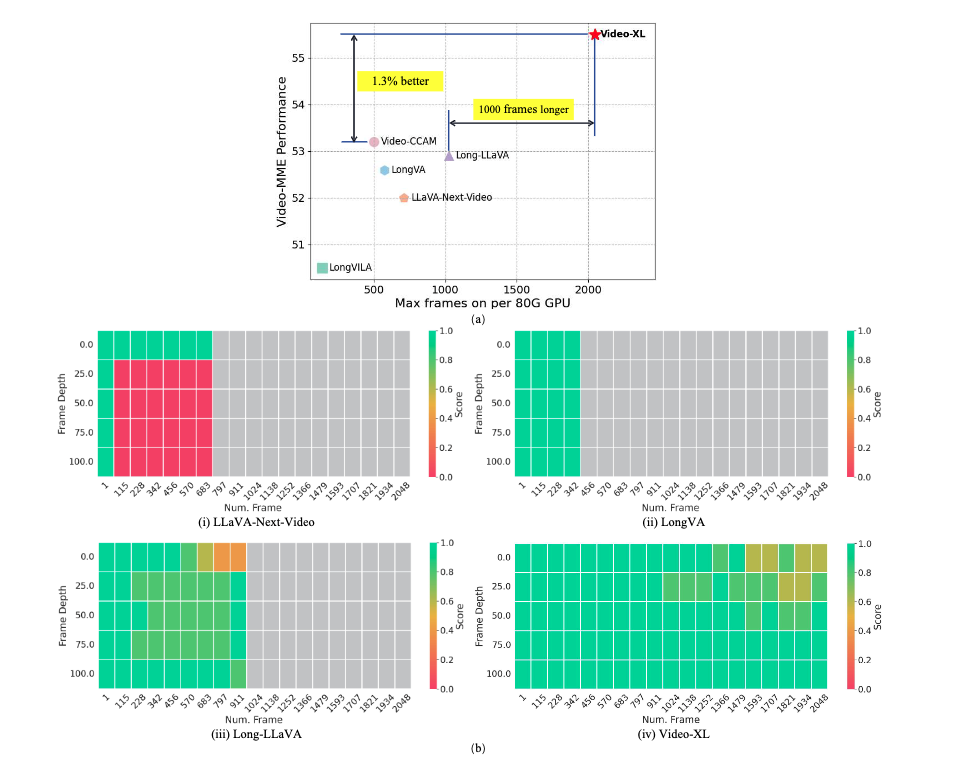 55
54
53
52
51
Video-MME Performance
Video-XL
1.3% better
1000 frames longer
Video-CCAM
Long-LLaVA
LongVA
LLaVA-Next-Video
LongVILA
500 1000 1500 2000
Max frames on per 80G GPU
(a)
0.0
25.0
50.0
75.0
100.0
Frame Depth
1 115 228 342 456 570 683 797 911 1024 1138 1252 1366 1479 1593 1707 1821 1934 2048
Num. Frame
1.0
0.8
0.6
0.4
0.2
0.0
Score
(i) LLaVA-Next-Video
0.0
25.0
50.0
75.0
100.0
Frame Depth
1 115 228 342 456 570 683 797 911 1024 1138 1252 1366 1479 1593 1707 1821 1934 2048
Num. Frame
1.0
0.8
0.6
0.4
0.2
0.0
Score
(ii) LongVA
0.0
25.0
50.0
75.0
100.0
Frame Depth
1 115 228 342 456 570 683 797 911 1024 1138 1252 1366 1479 1593 1707 1821 1934 2048
Num. Frame
1.0
0.8
0.6
0.4
0.2
0.0
Score
(iii) Long-LLaVA
0.0
25.0
50.0
75.0
100.0
Frame Depth
1 115 228 342 456 570 683 797 911 1024 1138 1252 1366 1479 1593 1707 1821 1934 2048
Num. Frame
1.0
0.8
0.6
0.4
0.2
0.0
Score
(iv) Video-XL
(b)